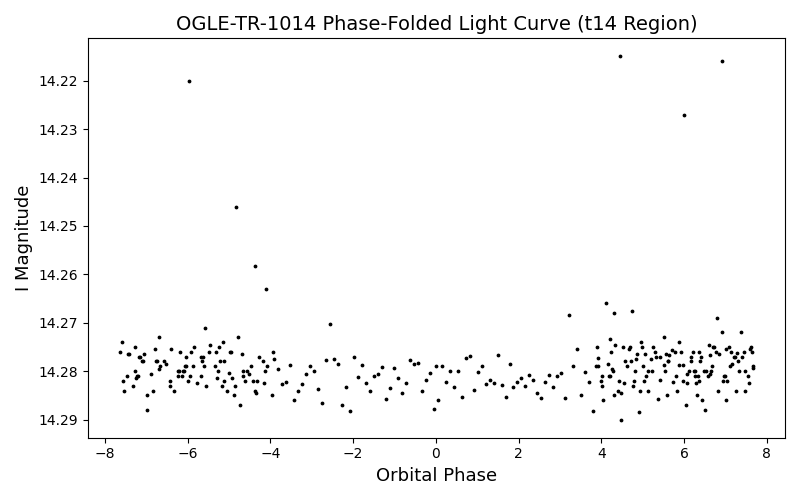 OGLE-TR-1014 Phase-Folded Light Curve (t14 Region)
I Magnitude
14.22
14.23
14.24
14.25
14.26
14.27
14.28
14.29
−8 −6 −4 −2 0 2 4 6 8
Orbital Phase